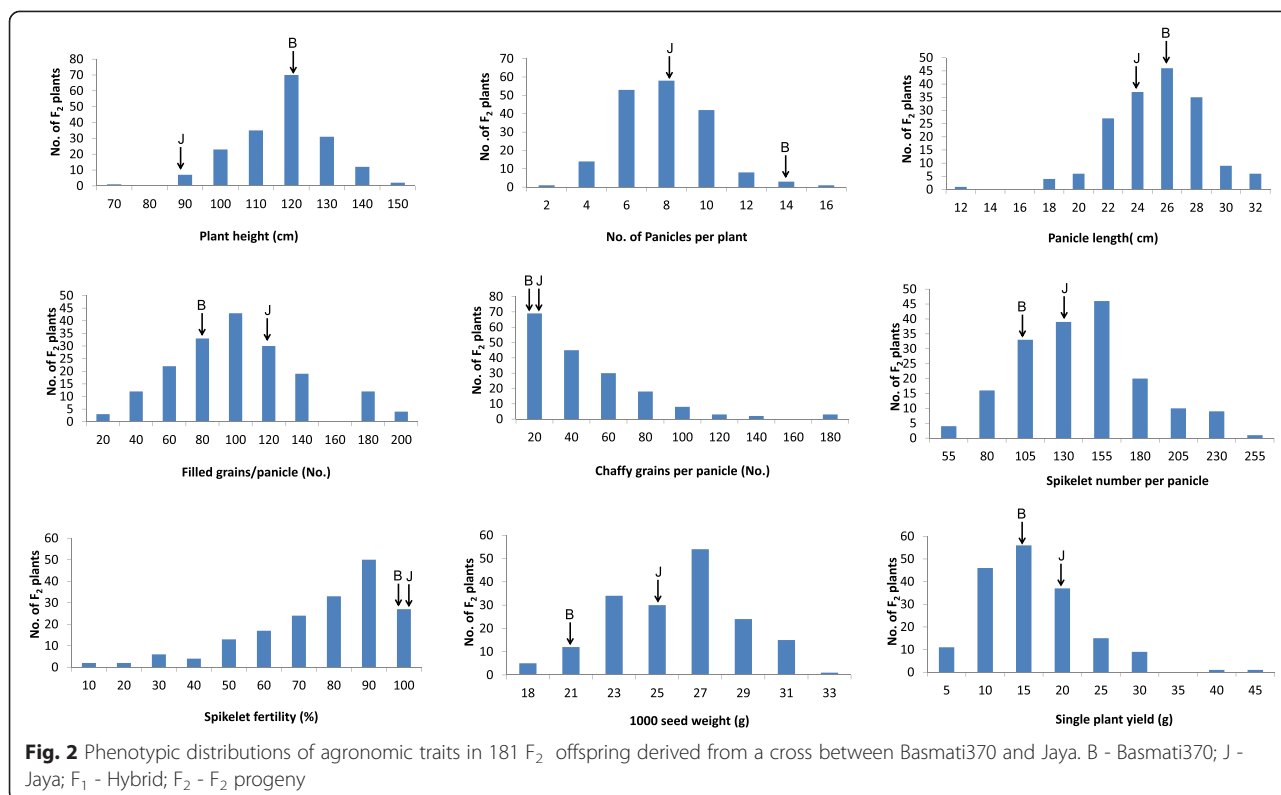 B
J
No. of F2 plants
80
70
60
50
40
30
20
10
0
70 80 90 100 110 120 130 140 150
Plant height (cm)
J
B
No .of F2 plants
70
60
50
40
30
20
10
0
2 4 6 8 10 12 14 16
No. of Panicles per plant
B
J
No. of F2 plants
50
45
40
35
30
25
20
15
10
5
0
12 14 16 18 20 22 24 26 28 30 32
Panicle length( cm)
B J
No. of F2 plants
50
45
40
35
30
25
20
15
10
5
0
20 40 60 80 100 120 140 160 180 200
Filled grains/panicle (No.)
B J
No. of F2 plants
80
70
60
50
40
30
20
10
0
20 40 60 80 100 120 140 160 180
Chaffy grains per panicle (No.)
B J
No. of F2 plants
50
45
40
35
30
25
20
15
10
5
0
55 80 105 130 155 180 205 230 255
Spikelet number per panicle
B J
No. of F2 plants
60
50
40
30
20
10
0
10 20 30 40 50 60 70 80 90 100
Spikelet fertility (%)
J
B
No. of F2 plants
60
50
40
30
20
10
0
18 21 23 25 27 29 31 33
1000 seed weight (g)
B
J
No. of F2 plants
60
50
40
30
20
10
0
5 10 15 20 25 30 35 40 45
Single plant yield (g)
Fig. 2 Phenotypic distributions of agronomic traits in 181 F2 offspring derived from a cross between Basmati370 and Jaya. B - Basmati370; J -
Jaya; F1 - Hybrid; F2 - F2 progeny